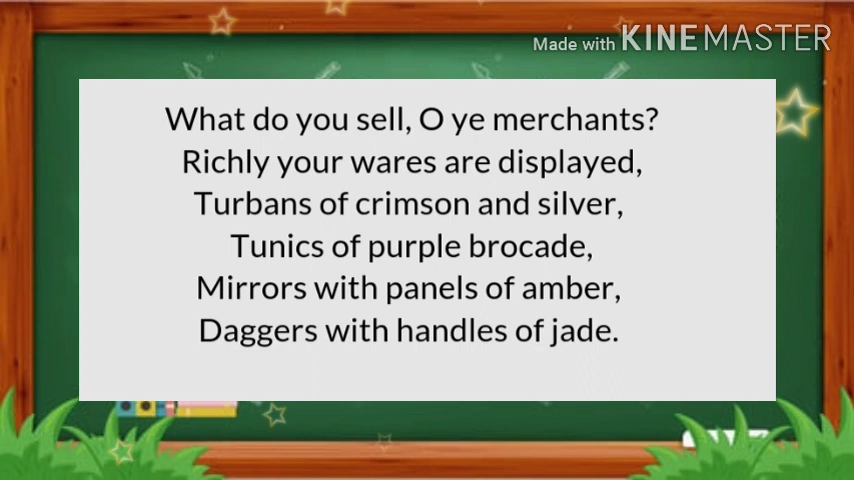 Made with KINEMASTER
What do you sell, O ye merchants?
Richly your wares are displayed,
Turbans of crimson and silver,
Tunics of purple brocade,
Mirrors with panels of amber,
Daggers with handles of jade.